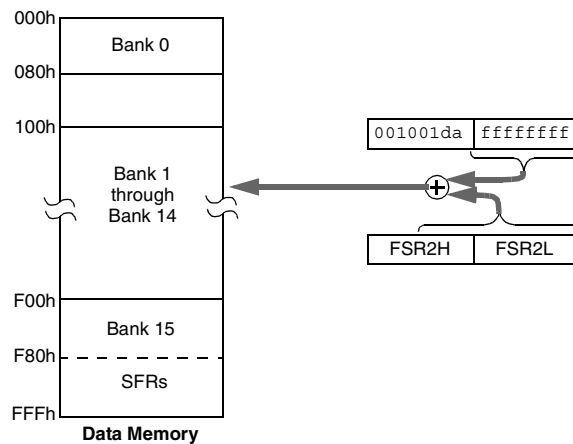 000h
Bank 0
080h
100h
001001da ffffffff
Bank 1
through
Bank 14
FSR2H FSR2L
F00h
Bank 15
F80h
SFRs
FFFh
Data Memory